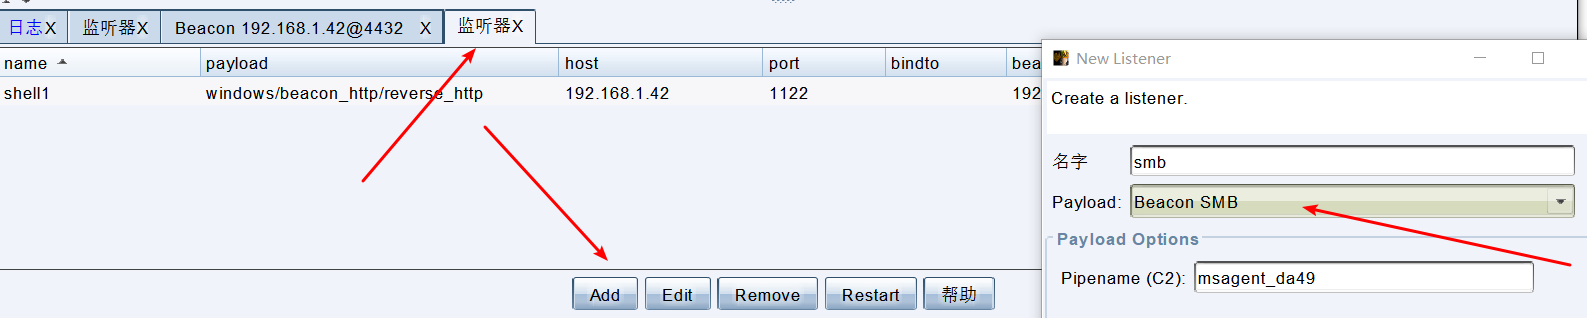 日志X 监听器X Beacon 192.168.1.42@4432 X 监听器X
name payload host port bindto bea
shell1 windows/beacon_http/reverse_http 192.168.1.42 1122 192
Add Edit Remove Restart 帮助
New Listener
Create a listener.
名字 smb
Payload: Beacon SMB
Payload Options
Pipename (C2): msagent_da49